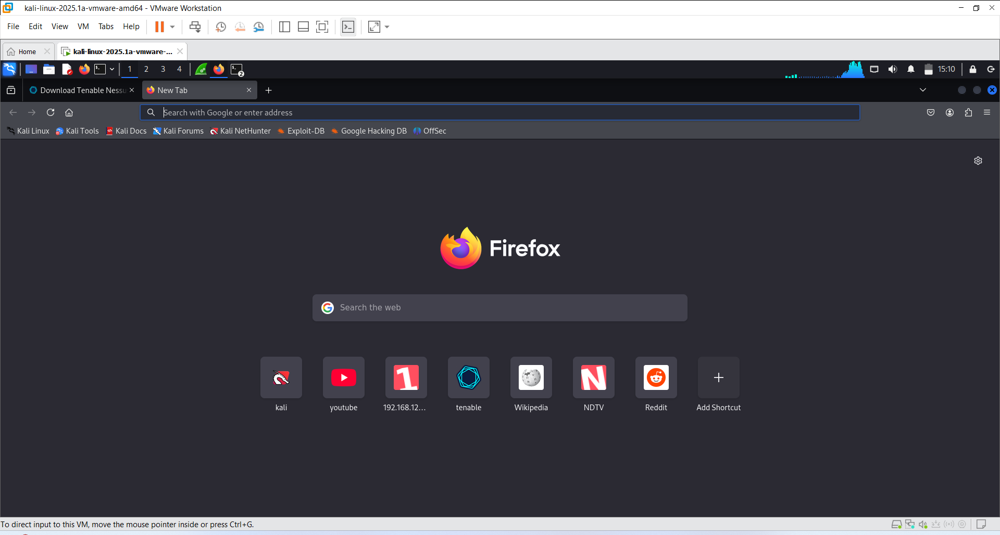 kali-linux-2025.1a-vmware-amd64 - VMware Workstation
File Edit View VM Tabs Help
Home kali-linux-2025.1a-vmware-...
1 2 3 4 2 15:10
Download Tenable Nessu New Tab
Search with Google or enter address
Kali Linux Kali Tools Kali Docs Kali Forums Kali NetHunter Exploit-DB Google Hacking DB OffSec
Firefox
Search the web
1 N
kali youtube 192.168.12... tenable Wikipedia NDTV Reddit Add Shortcut
To direct input to this VM, move the mouse pointer inside or press Ctrl+G.